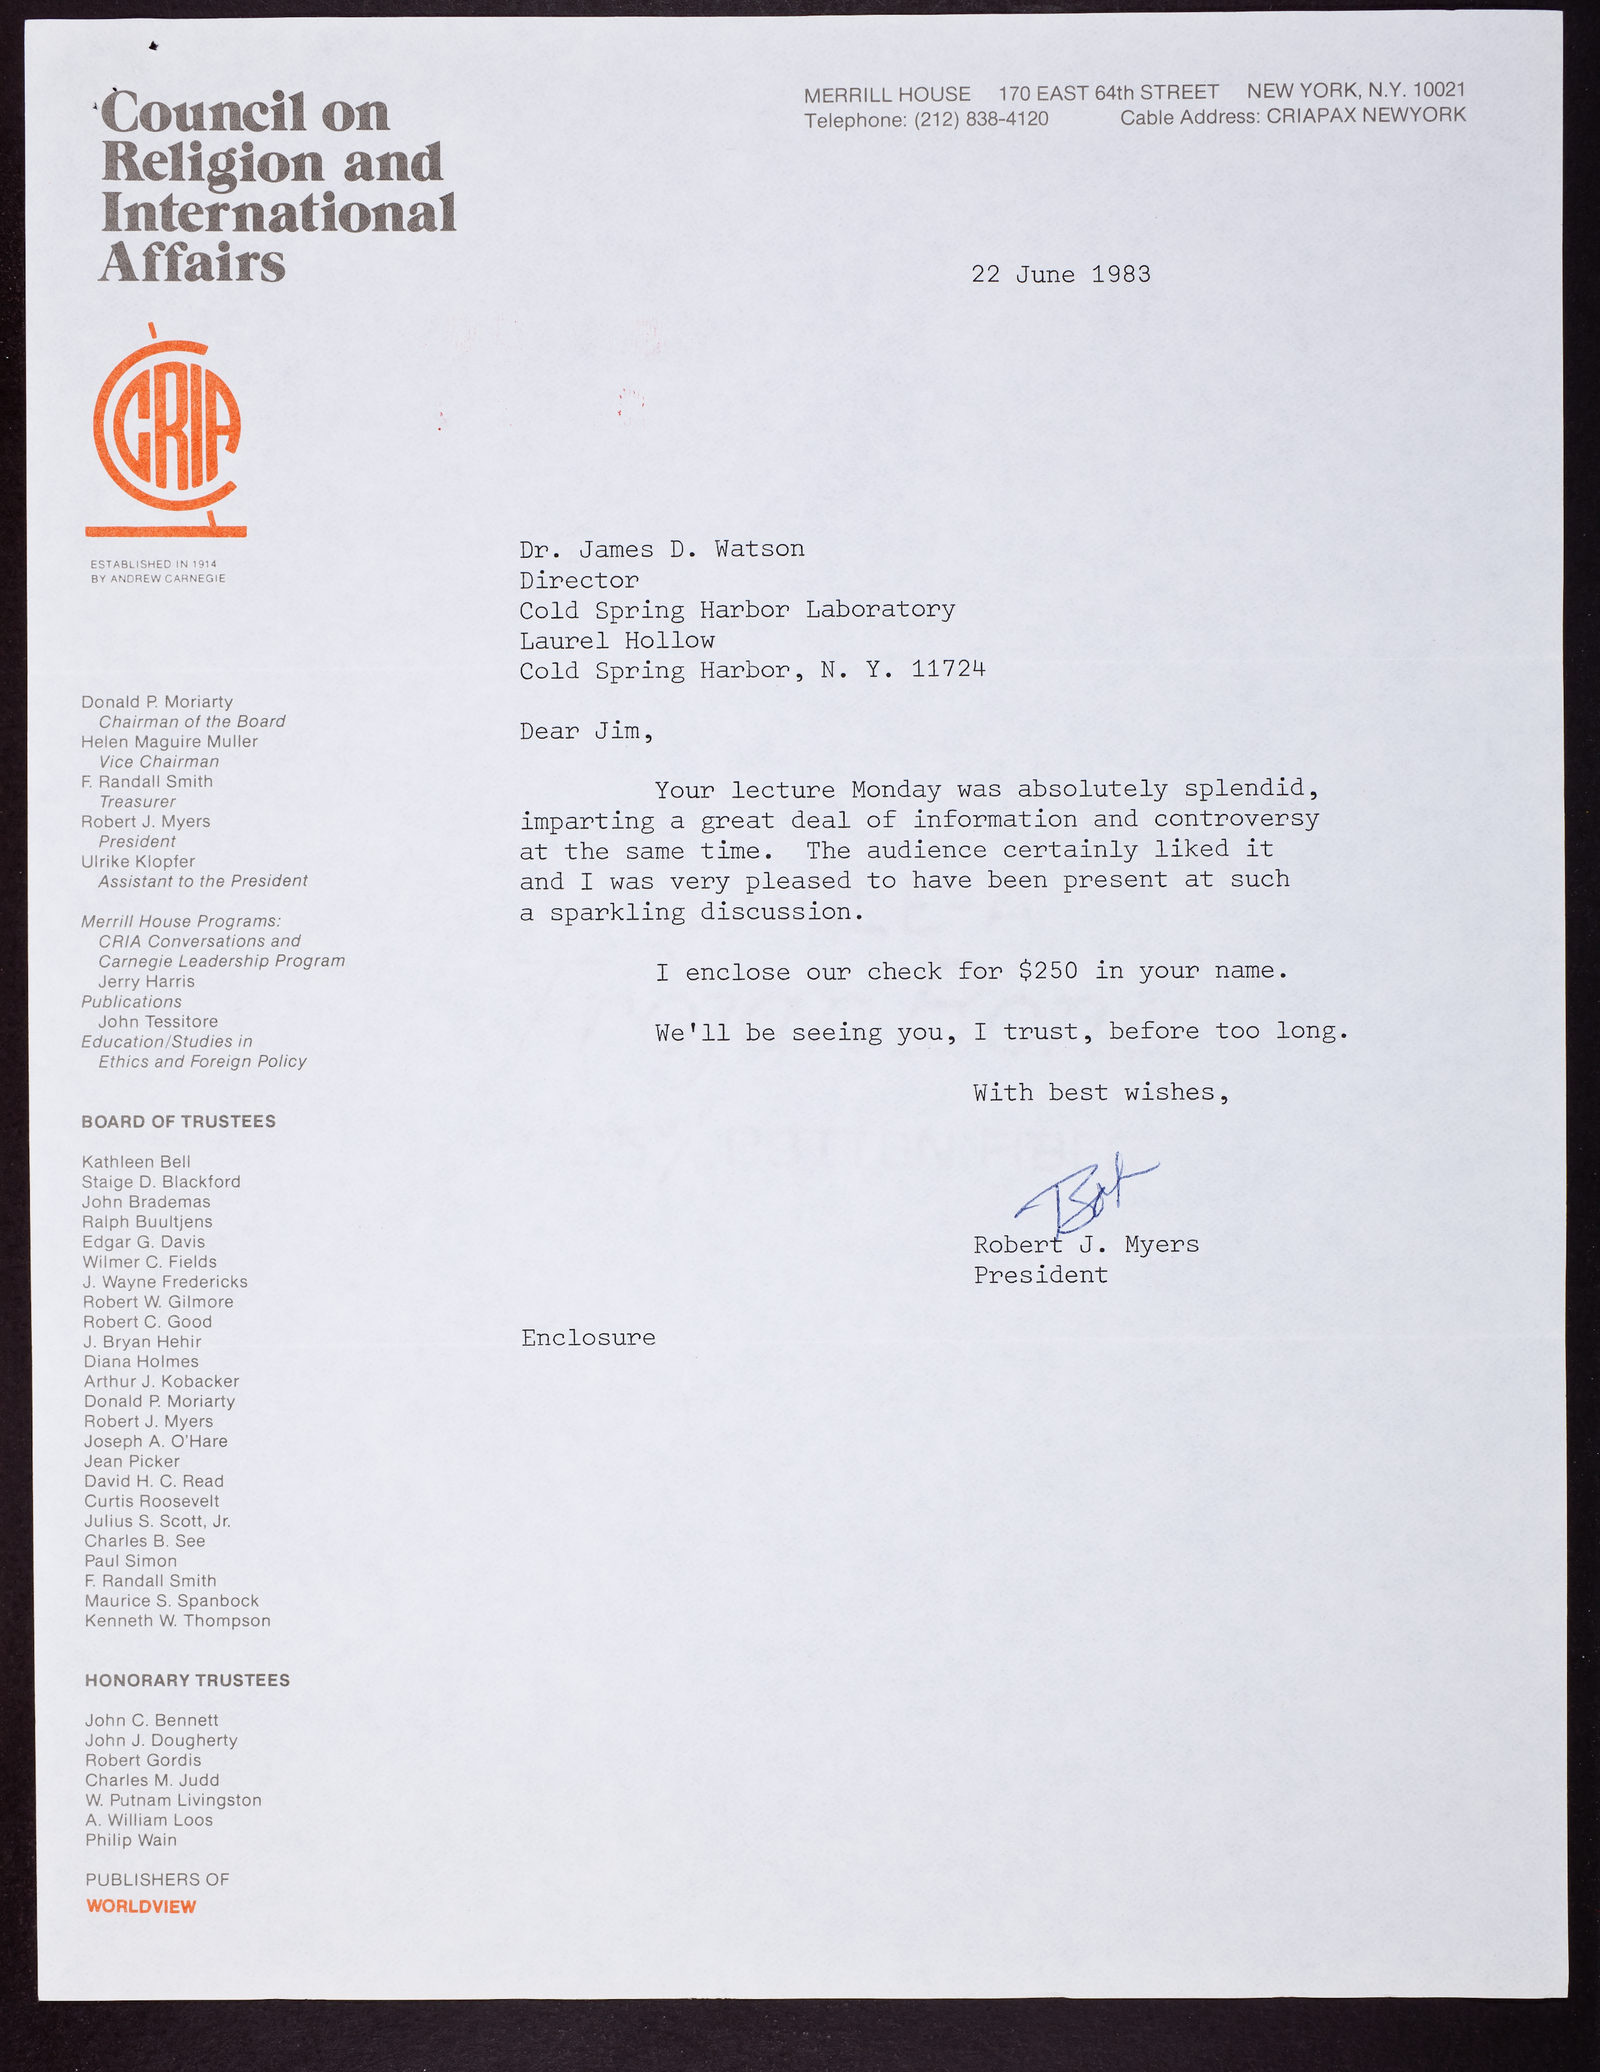 Council on
Religion and
International
Affairs
MERRILL HOUSE 170 EAST 64th STREET NEW YORK, N.Y. 10021
Telephone: (212) 838-4120 Cable Address: CRIAPAX NEWYORK
22 June 1983
CRIA
ESTABLISHED IN 1914
BY ANDREW CARNEGIE
Dr. James D. Watson
Director
Cold Spring Harbor Laboratory
Laurel Hollow
Cold Spring Harbor, N. Y. 11724
Dear Jim,
Your lecture Monday was absolutely splendid,
imparting a great deal of information and controversy
at the same time. The audience certainly liked it
and I was very pleased to have been present at such
a sparkling discussion.
I enclose our check for $250 in your name.
We'll be seeing you, I trust, before too long.
With best wishes,
Bob
Robert J. Myers
President
Enclosure
Donald P. Moriarty
Chairman of the Board
Helen Maguire Muller
Vice Chairman
F. Randall Smith
Treasurer
Robert J. Myers
President
Ulrike Klopfer
Assistant to the President
Merrill House Programs:
CRIA Conversations and
Carnegie Leadership Program
Jerry Harris
Publications
John Tessitore
Education/Studies in
Ethics and Foreign Policy
BOARD OF TRUSTEES
Kathleen Bell
Staige D. Blackford
John Brademas
Ralph Buultjens
Edgar G. Davis
Wilmer C. Fields
J. Wayne Fredericks
Robert W. Gilmore
Robert C. Good
J. Bryan Hehir
Diana Holmes
Arthur J. Kobacker
Donald P. Moriarty
Robert J. Myers
Joseph A. O'Hare
Jean Picker
David H. C. Read
Curtis Roosevelt
Julius S. Scott, Jr.
Charles B. See
Paul Simon
F. Randall Smith
Maurice S. Spanbock
Kenneth W. Thompson
HONORARY TRUSTEES
John C. Bennett
John J. Dougherty
Robert Gordis
Charles M. Judd
W. Putnam Livingston
A. William Loos
Philip Wain
PUBLISHERS OF
WORLDVIEW